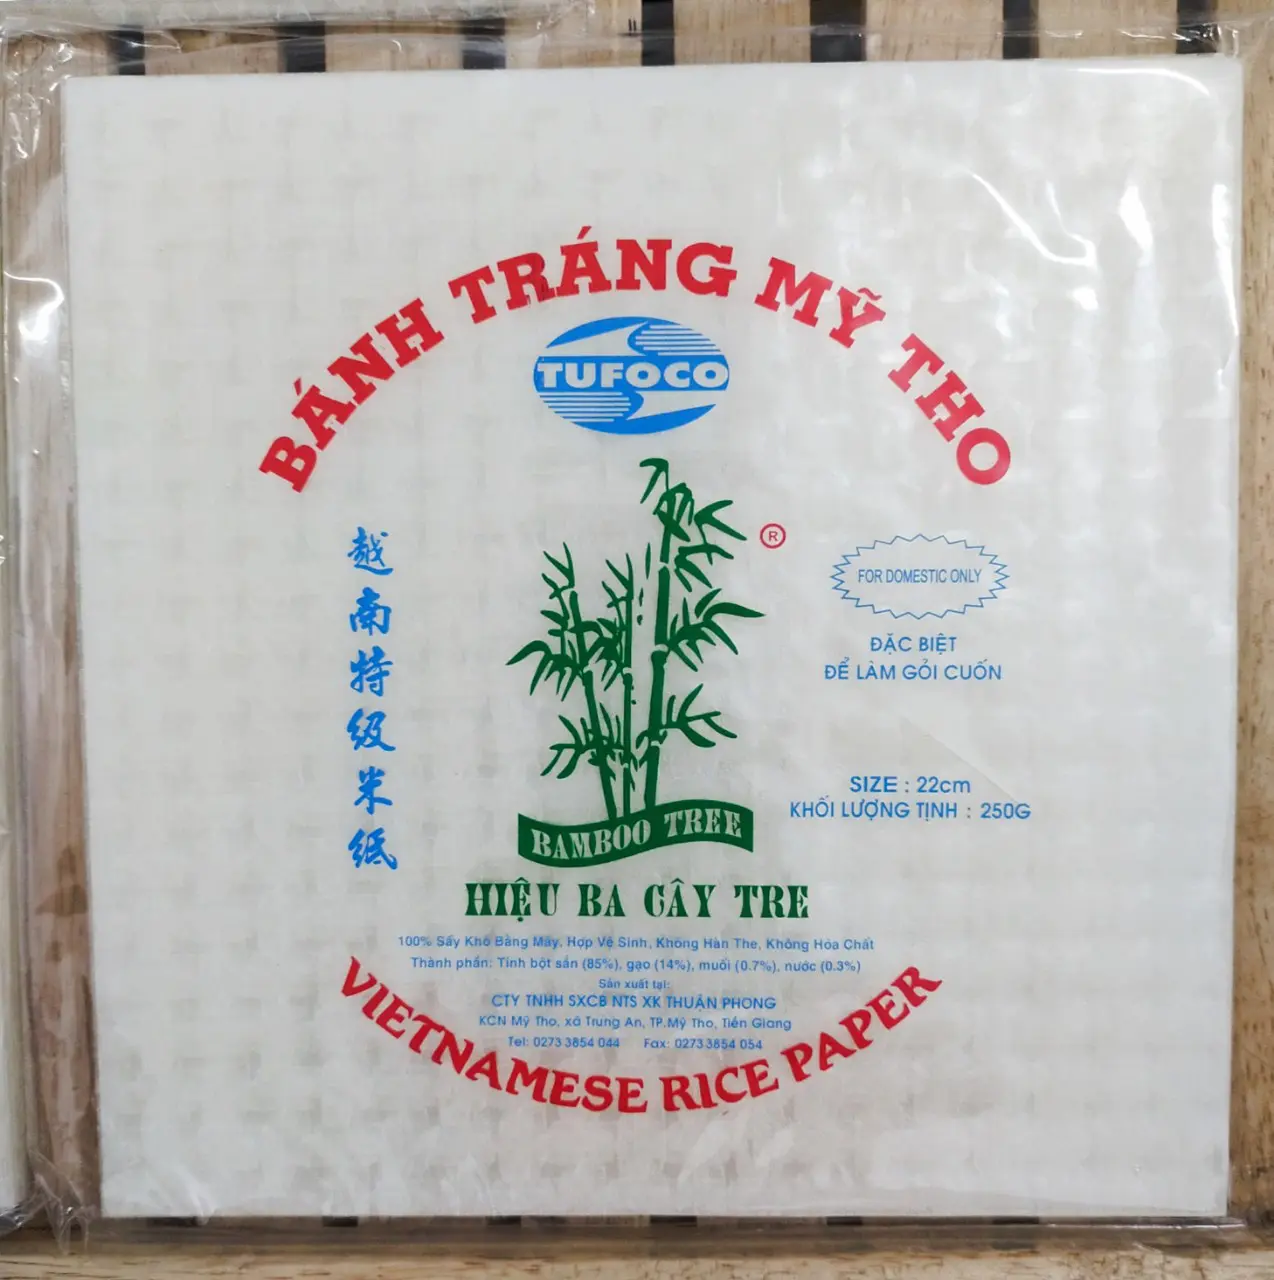 BÁNH TRÁNG MỸ THO
TUFOCO
®
越南特级米纸
FOR DOMESTIC ONLY
ĐẶC BIỆT
ĐỂ LÀM GỎI CUỐN
SIZE : 22cm
KHỐI LƯỢNG TỊNH : 250G
BAMBOO TREE
HIỆU BA CÂY TRE
100% Sấy Khô Bằng Máy, Hợp Vệ Sinh, Không Hàn The, Không Hóa Chất
Thành phần: Tinh bột sắn (85%), gạo (14%), muối (0.7%), nước (0.3%)
Sản xuất tại:
CTY TNHH SXCB NTS XK THUẬN PHONG
KCN Mỹ Tho, xã Trung An, TP.Mỹ Tho, Tiền Giang
Tel: 0273 3854 044 Fax: 0273 3854 054
VIETNAMESE RICE PAPER